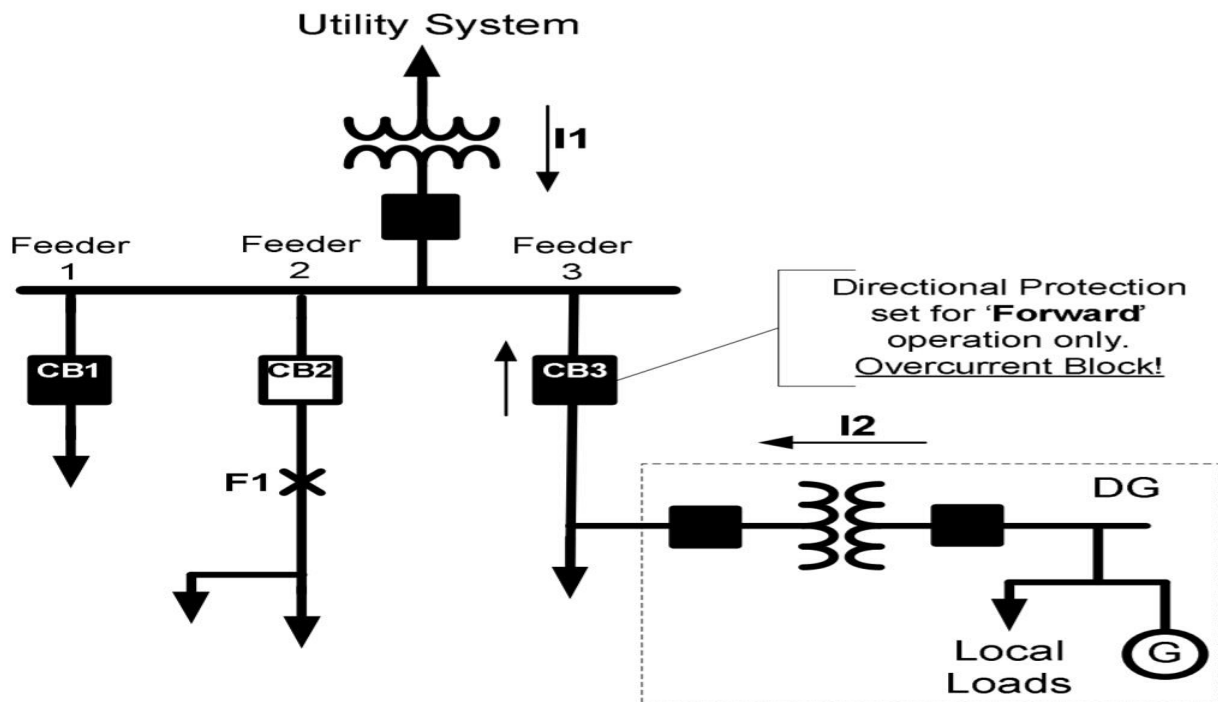 Utility System
I1
Feeder
1
Feeder
2
Feeder
3
Directional Protection
set for ‘Forward’
operation only.
Overcurrent Block!
CB1
CB2
CB3
I2
F1
DG
Local
Loads
G